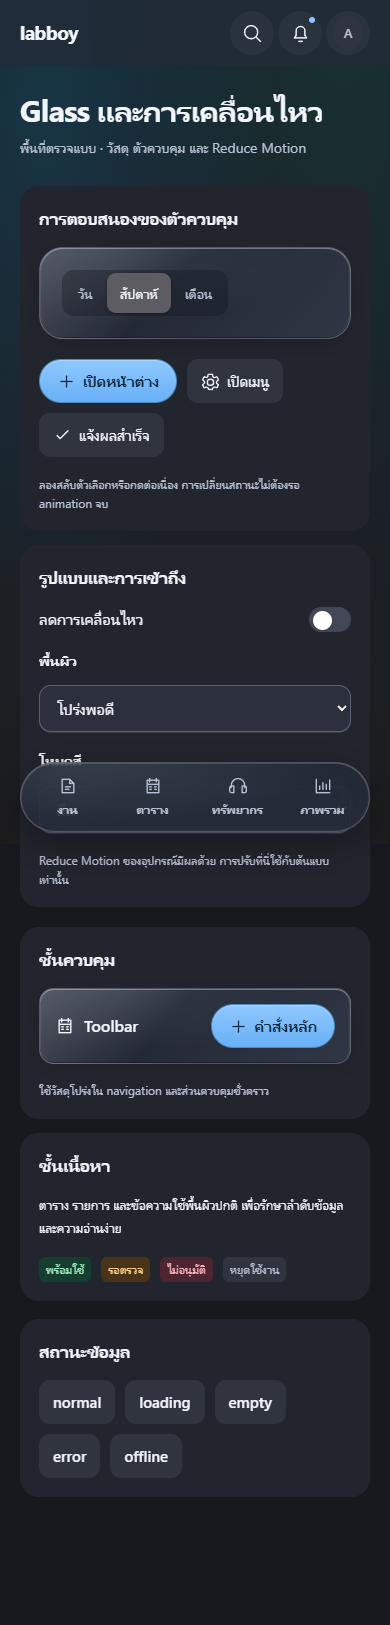 labboy
A
Glass และการเคลื่อนไหว
พื้นที่ตรวจแบบ · วัสดุ ตัวควบคุม และ Reduce Motion
การตอบสนองของตัวควบคุม
วัน
สัปดาห์
เดือน
เปิดหน้าต่าง
เปิดเมนู
แจ้งผลสำเร็จ
ลองสลับตัวเลือกหรือกดต่อเนื่อง การเปลี่ยนสถานะไม่ต้องรอ
animation จบ
รูปแบบและการเข้าถึง
ลดการเคลื่อนไหว
พื้นผิว
โปร่งพอดี
โหมดสี
งาน
ตาราง
ทรัพยากร
ภาพรวม
Reduce Motion ของอุปกรณ์มีผลด้วย การปรับที่นี่ใช้กับต้นแบบ
เท่านั้น
ชั้นควบคุม
Toolbar
คำสั่งหลัก
ใช้วัสดุโปร่งใน navigation และส่วนควบคุมชั่วคราว
ชั้นเนื้อหา
ตาราง รายการ และข้อความใช้พื้นผิวปกติ เพื่อรักษาลำดับข้อมูล
และความอ่านง่าย
พร้อมใช้
รอตรวจ
ไม่อนุมัติ
หยุดใช้งาน
สถานะข้อมูล
normal
loading
empty
error
offline